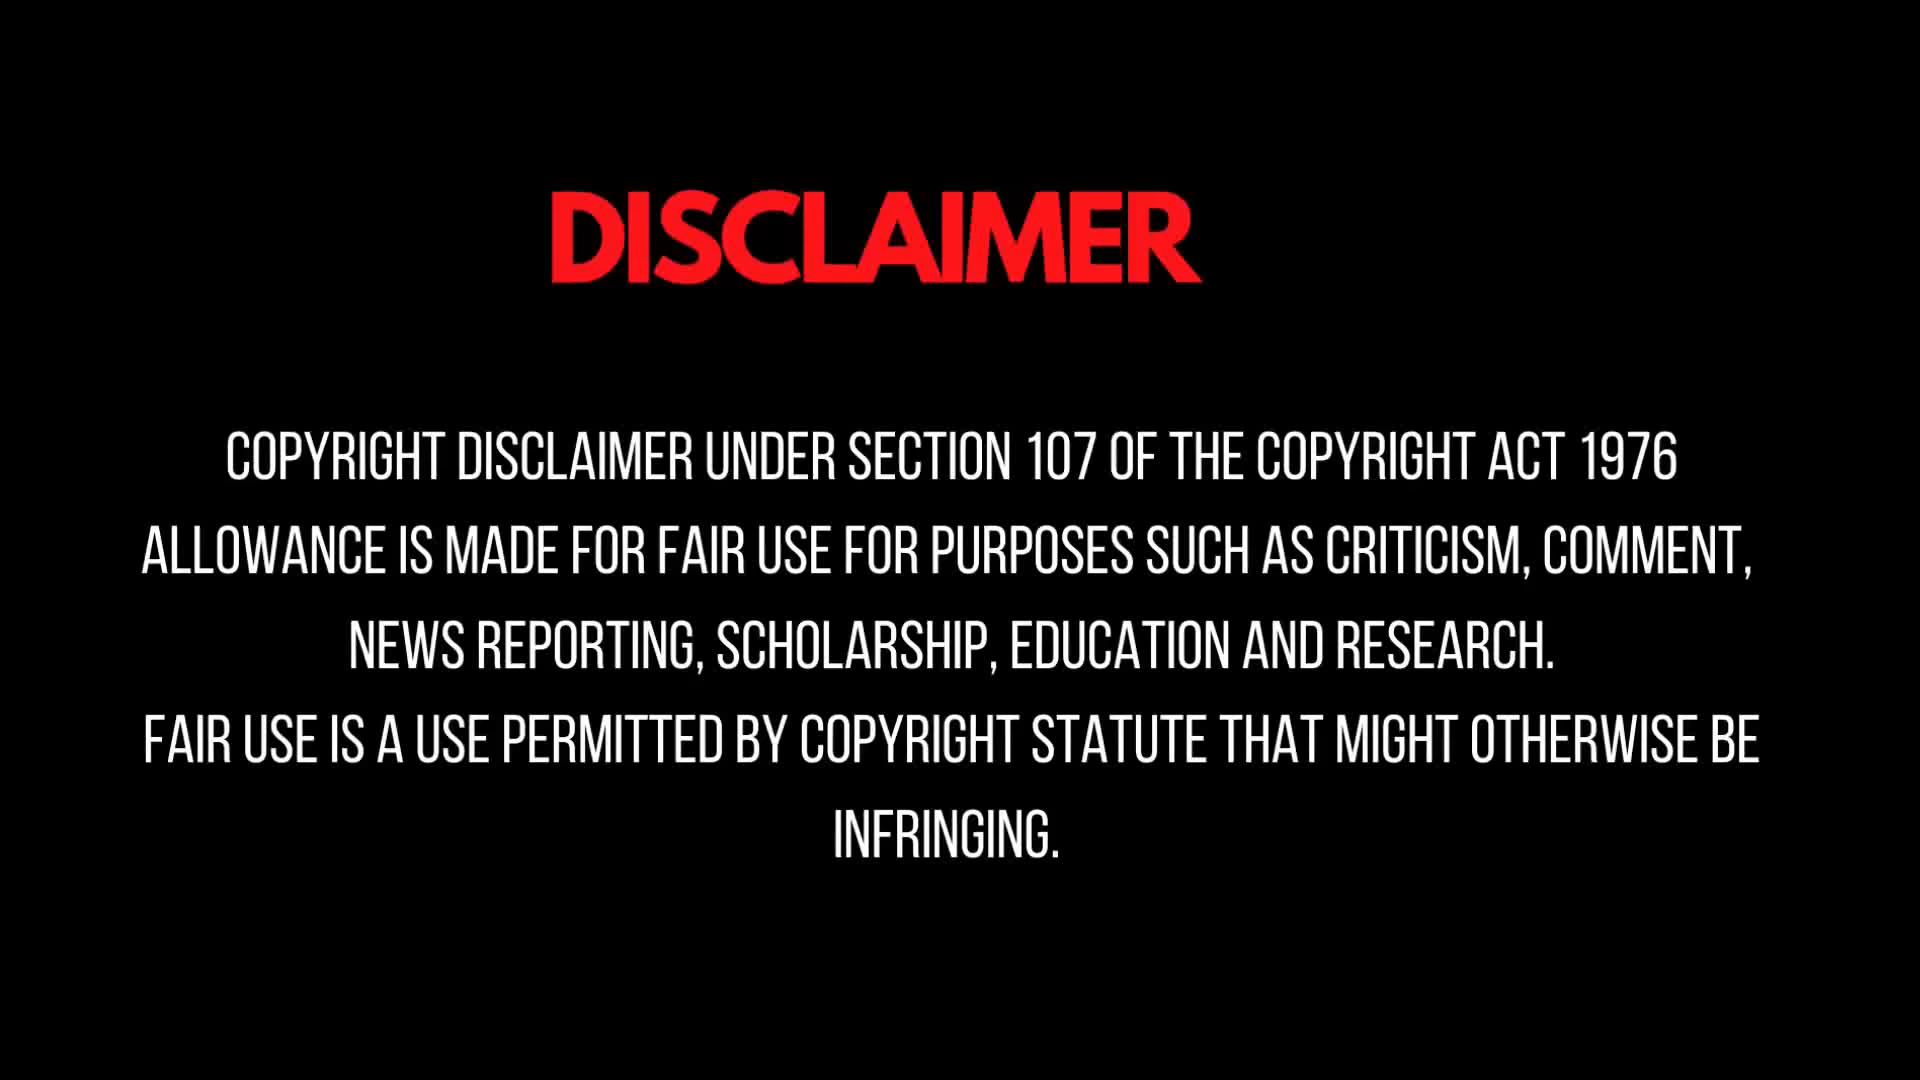 DISCLAIMER
COPYRIGHT DISCLAIMER UNDER SECTION 107 OF THE COPYRIGHT ACT 1976
ALLOWANCE IS MADE FOR FAIR USE FOR PURPOSES SUCH AS CRITICISM, COMMENT,
NEWS REPORTING, SCHOLARSHIP, EDUCATION AND RESEARCH.
FAIR USE IS A USE PERMITTED BY COPYRIGHT STATUTE THAT MIGHT OTHERWISE BE
INFRINGING.